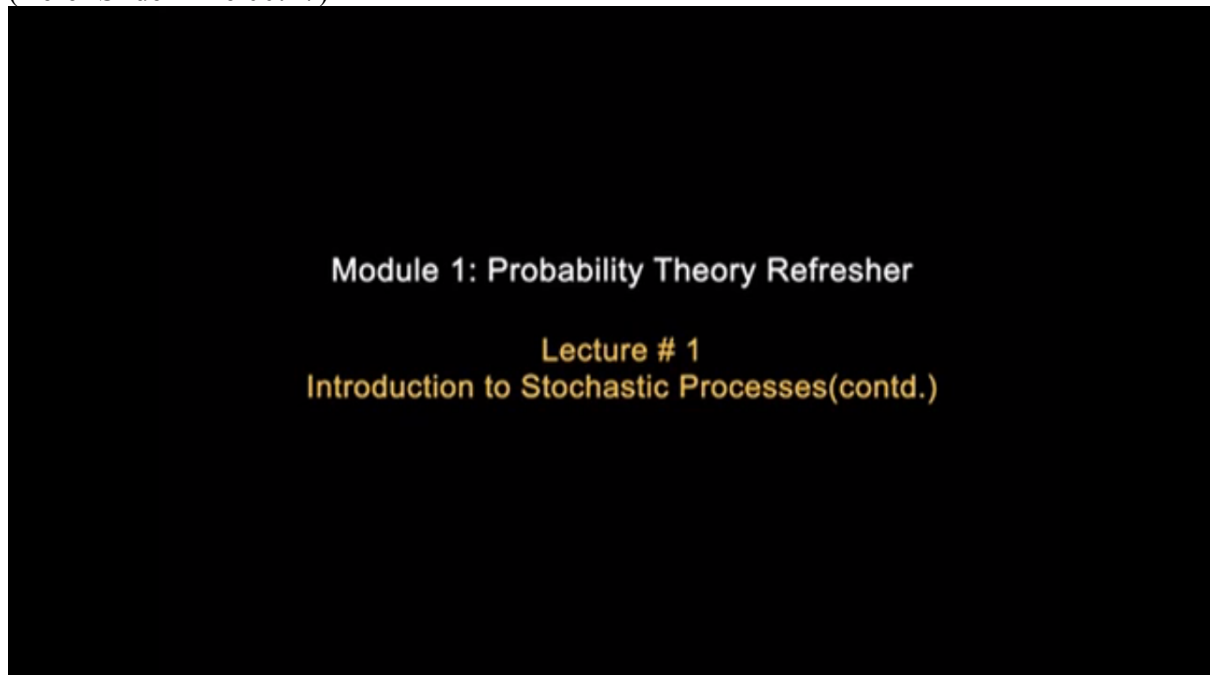 Module 1: Probability Theory Refresher
Lecture # 1
Introduction to Stochastic Processes(contd.)